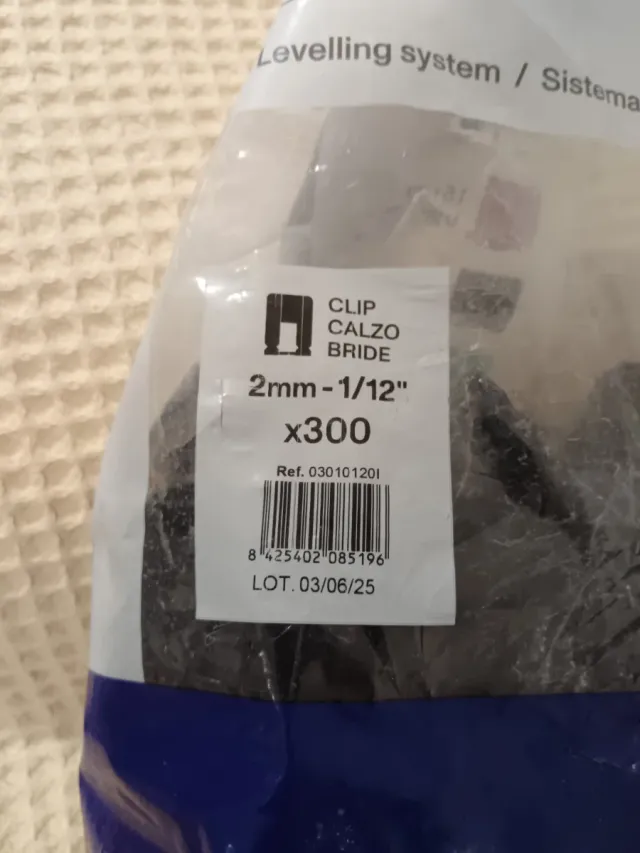 Levelling system / Sistema
CLIP
CALZO
BRIDE
2mm - 1/12"
x300
Ref. 03010120I
8 425402 085196
LOT. 03/06/25